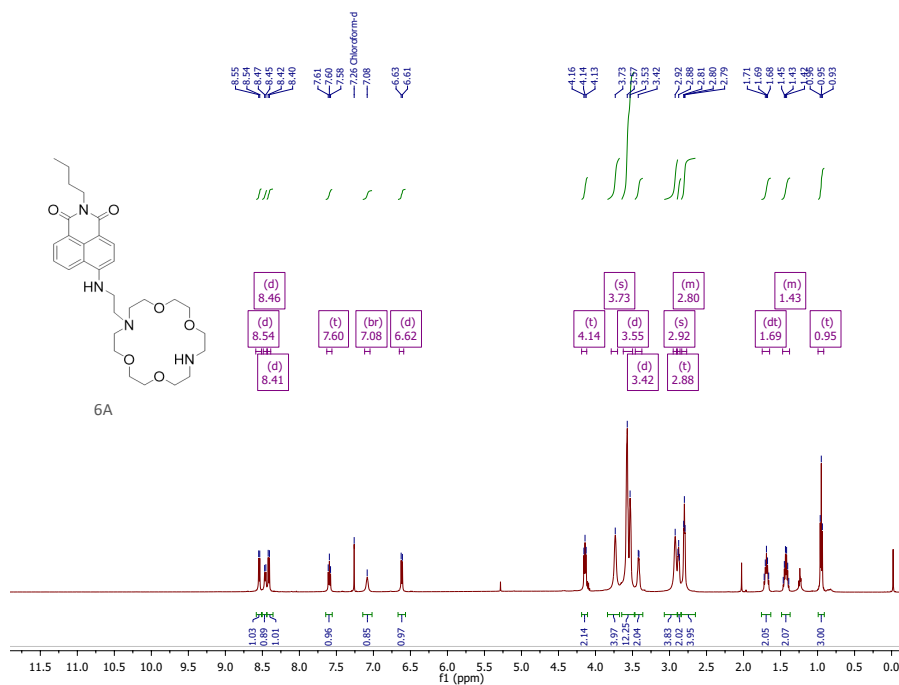 8.55
8.54
8.47
8.45
8.42
8.40
7.61
7.60
7.58
7.26 Chloroform-d
7.08
6.63
6.61
4.16
4.14
4.13
3.73
3.57
3.53
3.42
2.92
2.88
2.81
2.80
2.79
1.71
1.69
1.68
1.45
1.43
1.42
0.96
0.95
0.93
N
O
O
HN
O
N
O
O
HN
O
6A
(d)
8.46
(s)
3.73
(m)
2.80
(m)
1.43
(d)
8.54
(t)
7.60
(br)
7.08
(d)
6.62
(t)
4.14
(d)
3.55
(s)
2.92
(dt)
1.69
(t)
0.95
(d)
8.41
(d)
3.42
(t)
2.88
1.03
0.89
1.01
0.96
0.85
0.97
2.14
3.97
12.25
2.04
3.83
2.02
3.95
2.05
2.07
3.00
11.5 11.0 10.5 10.0 9.5 9.0 8.5 8.0 7.5 7.0 6.5 6.0 5.5 5.0 4.5 4.0 3.5 3.0 2.5 2.0 1.5 1.0 0.5 0.0
f1 (ppm)